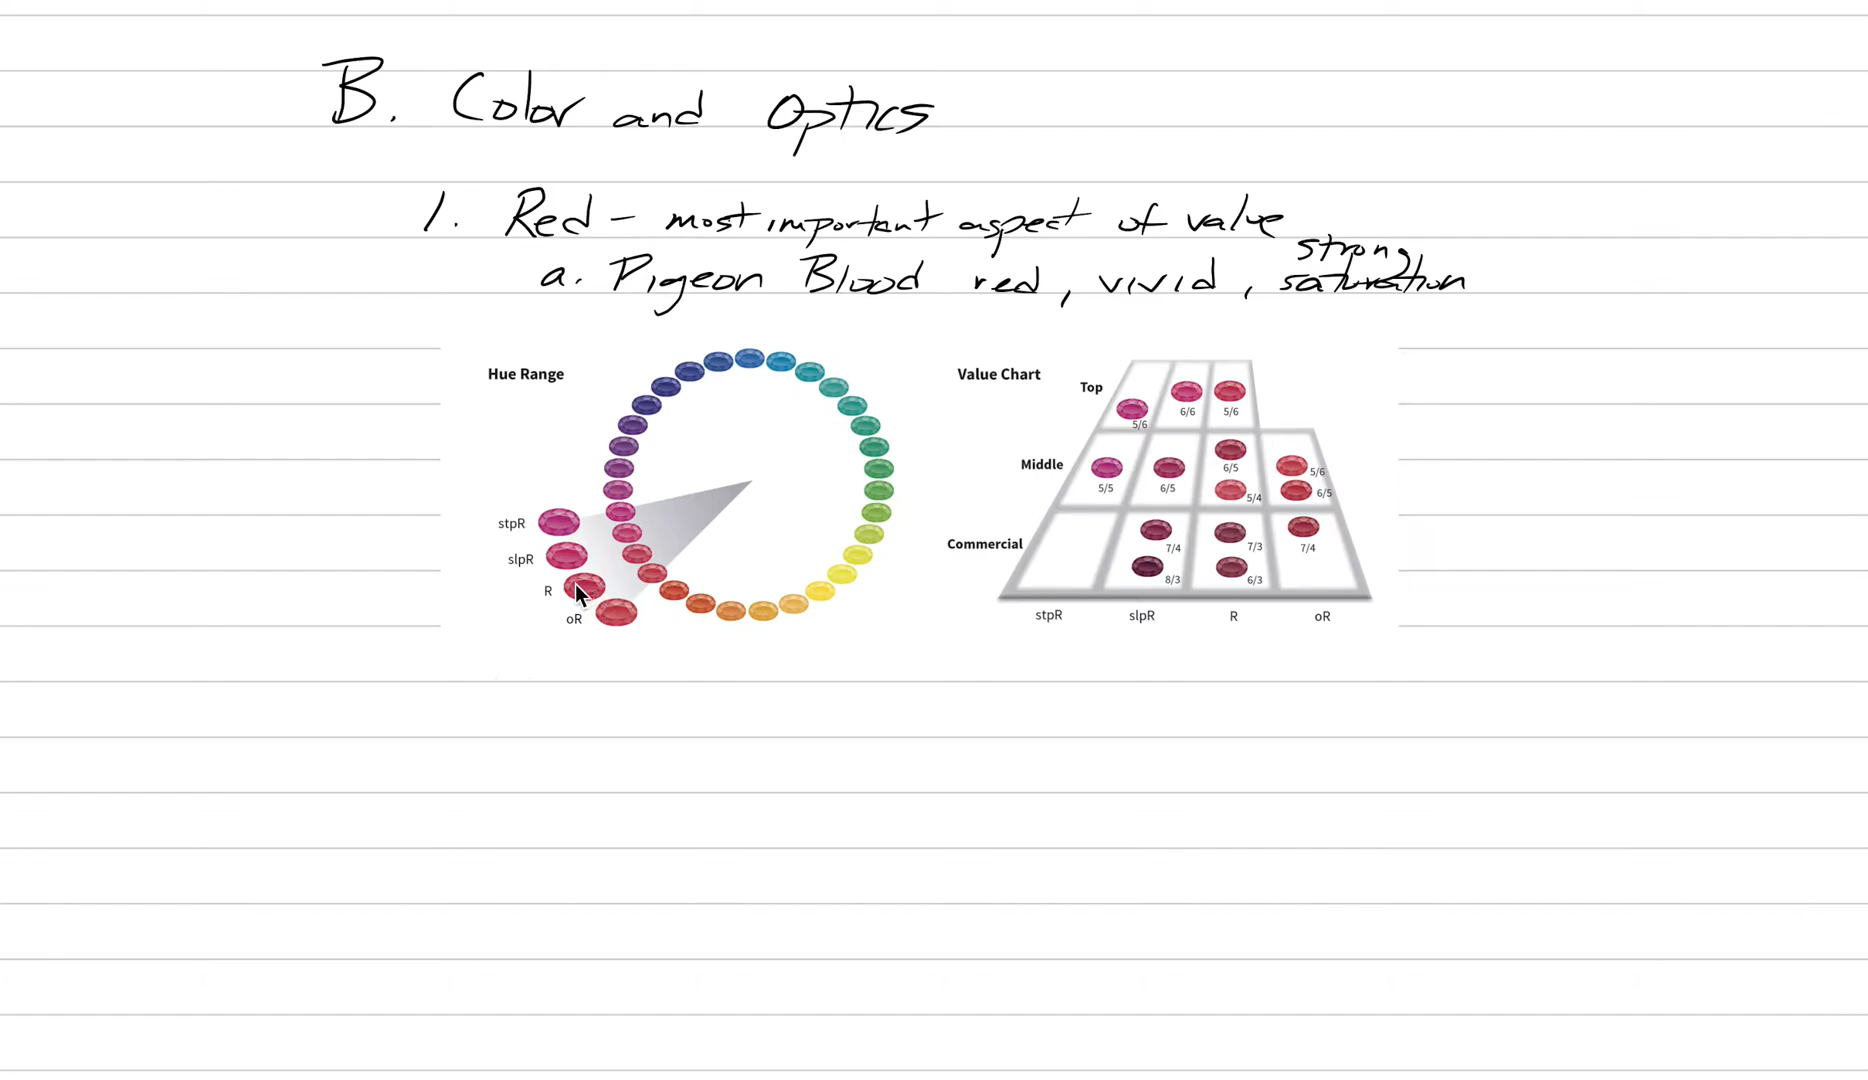 B. Color and Optics
1. Red - most important aspect of value
a. Pigeon Blood red, vivid, strong saturation
Hue Range
stpR
slpR
R
oR
Value Chart
Top
5/6
6/6
5/6
Middle
5/5
6/5
6/5
5/4
5/6
6/5
Commercial
7/4
8/3
7/3
6/3
7/4
stpR
slpR
R
oR